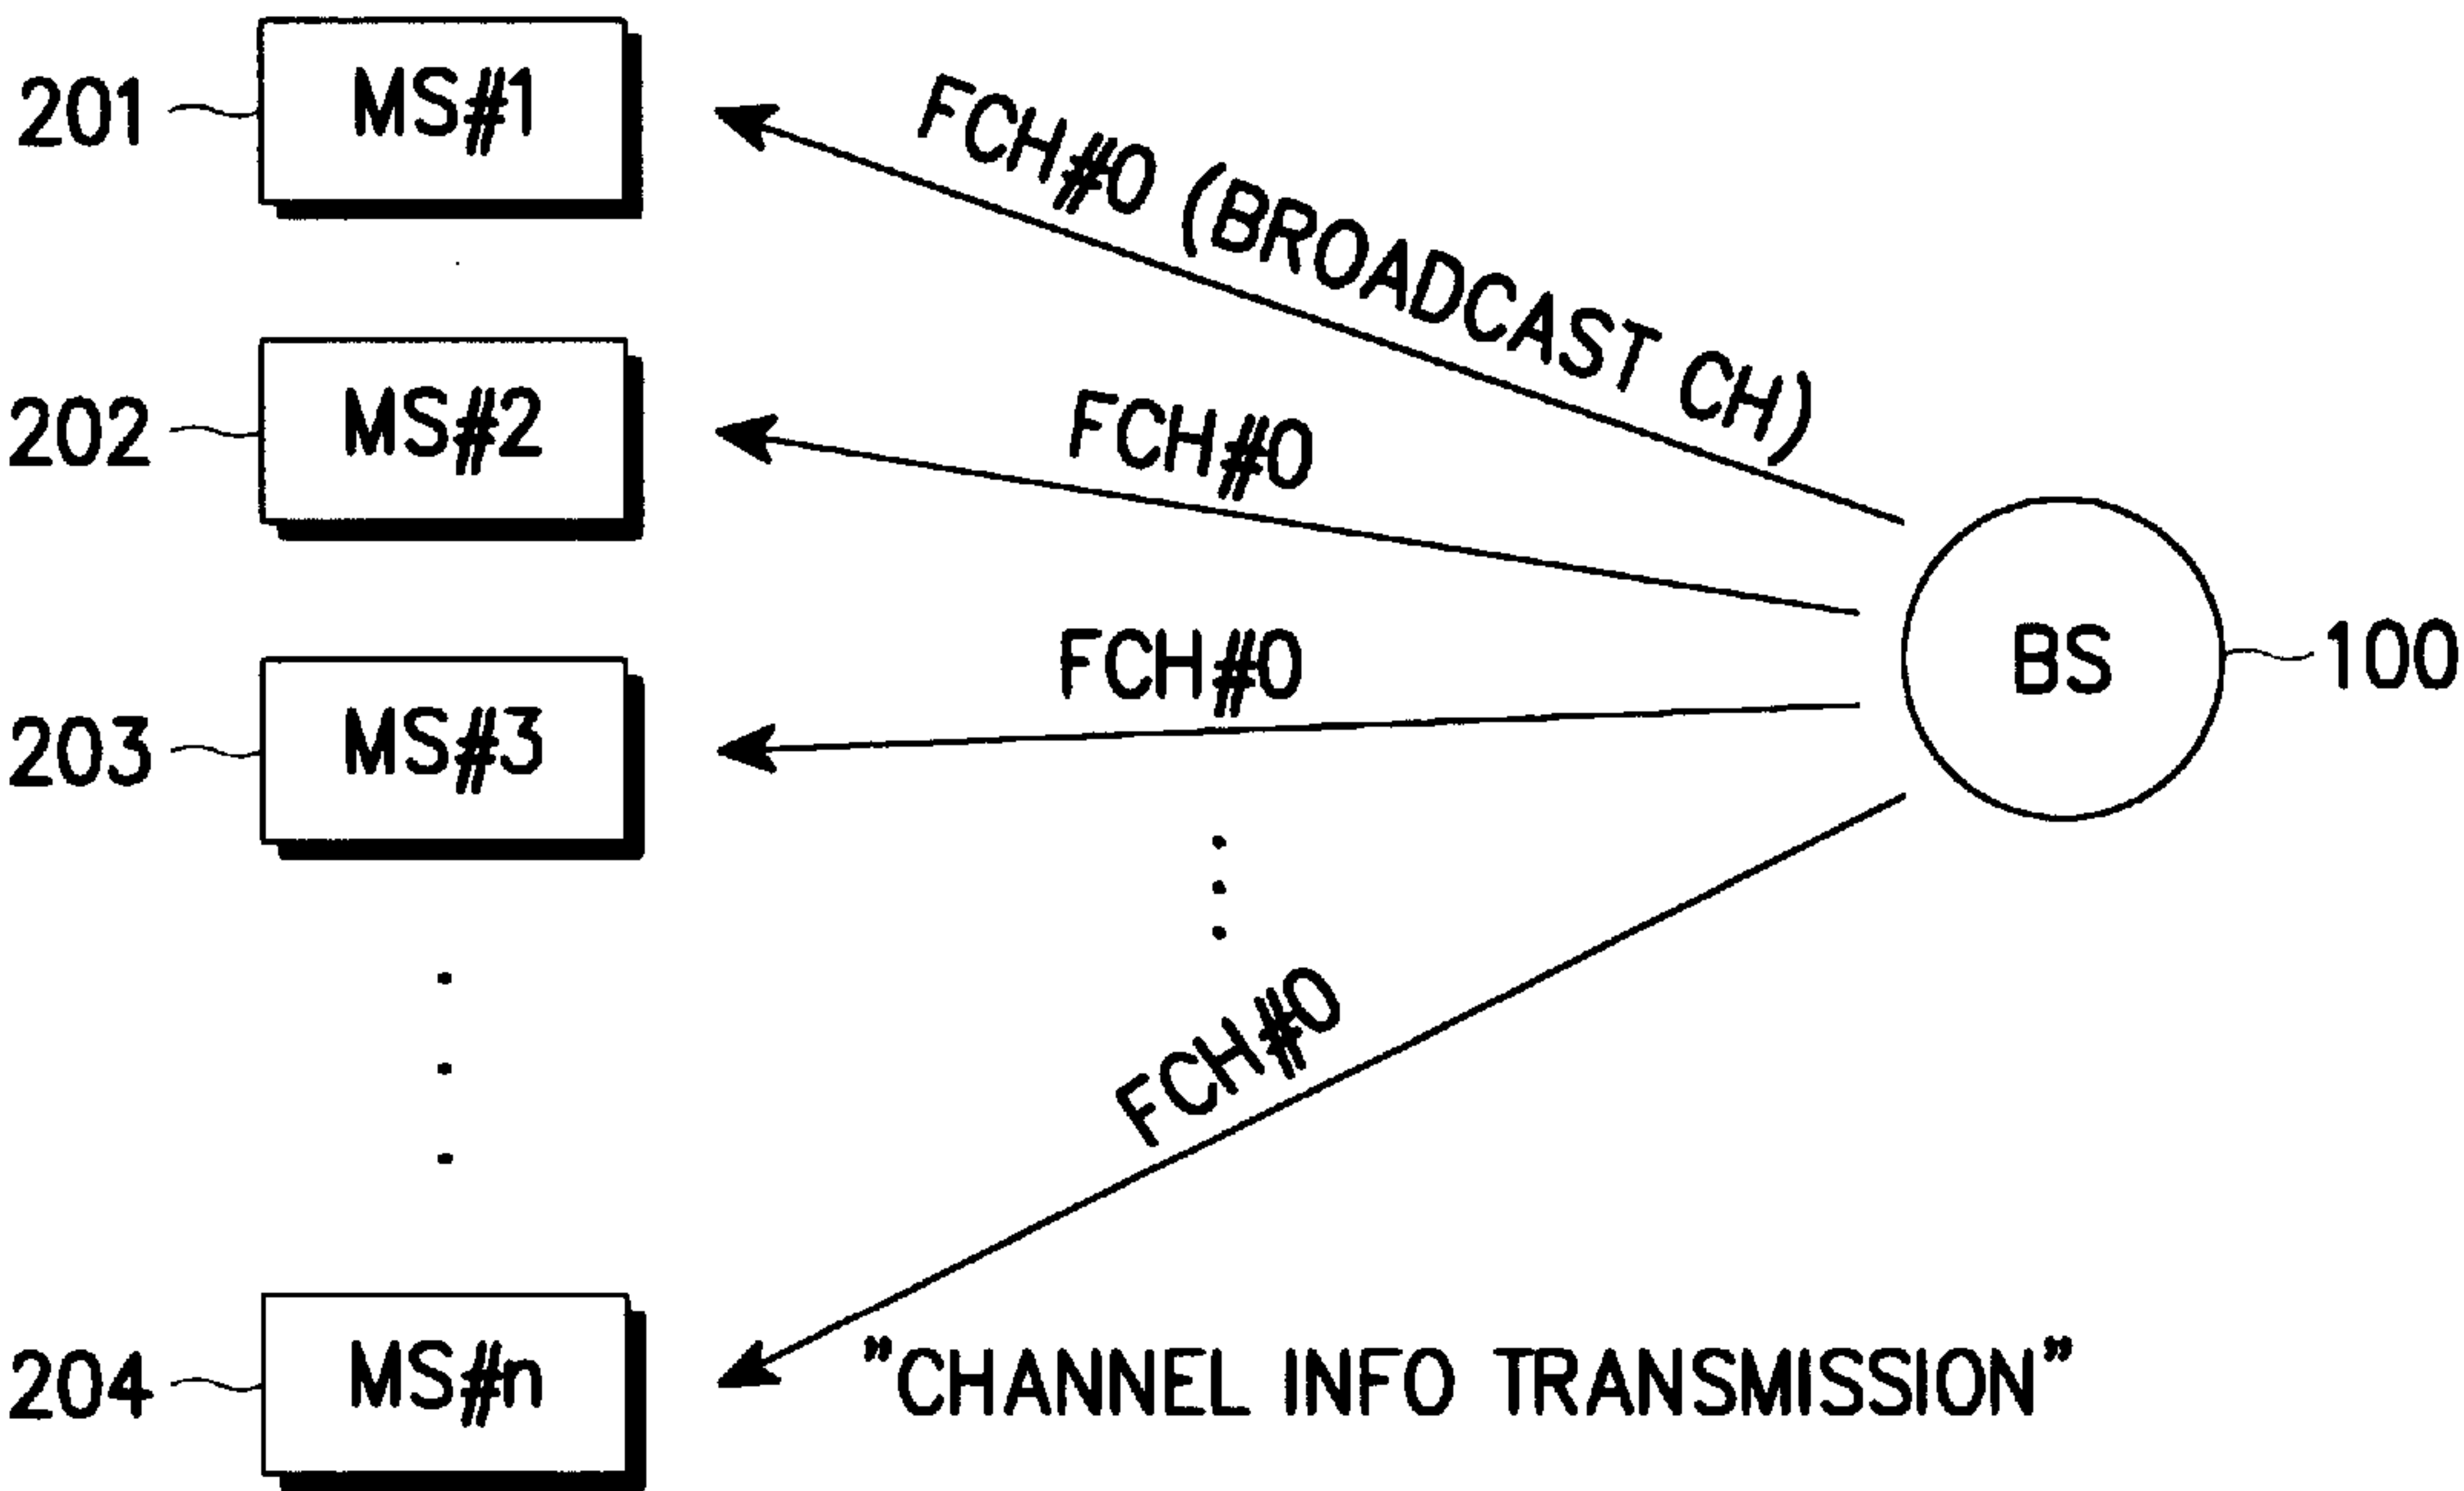 201
MS#1
FCH#0 (BROADCAST CH)
202
MS#2
FCH#0
203
MS#3
FCH#0
BS
100
FCH#0
204
MS#n
"CHANNEL INFO TRANSMISSION"